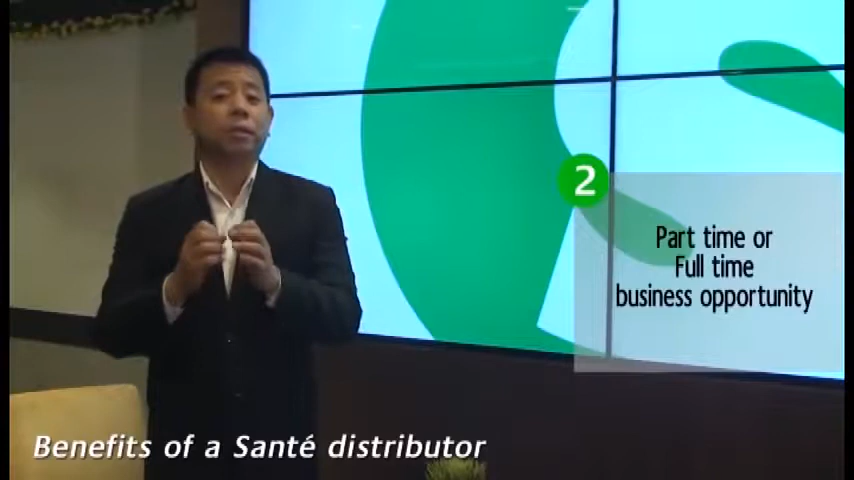 2
Part time or
Full time
business opportunity
Benefits of a Santé distributor